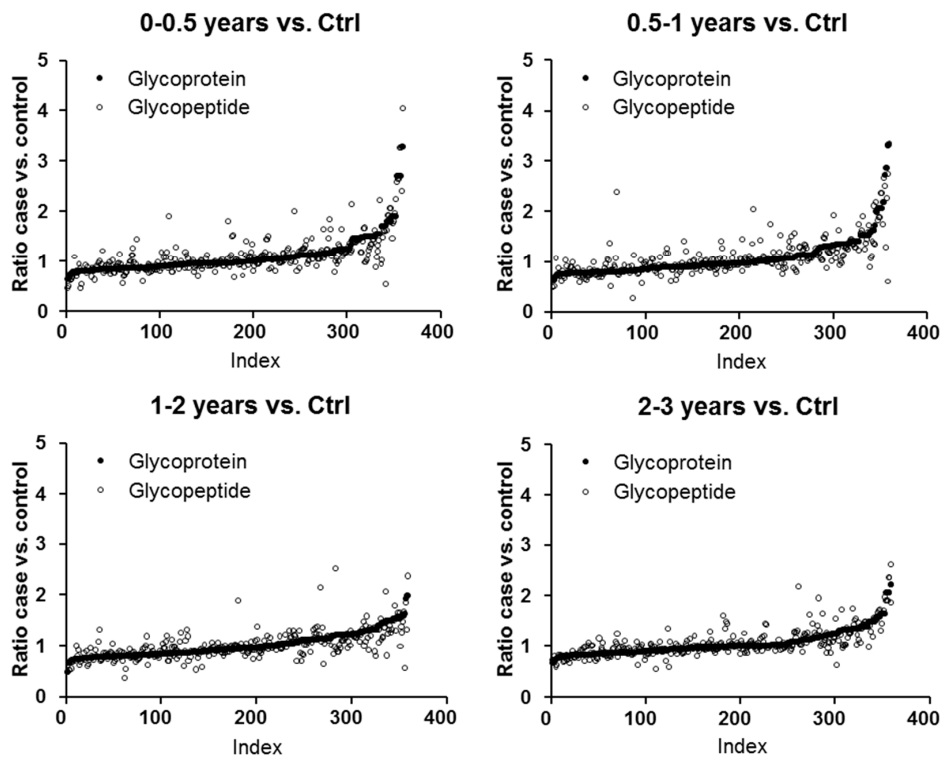 0-0.5 years vs. Ctrl
Ratio case vs. control
5
4
3
2
1
0
Glycoprotein
Glycopeptide
0
100
200
300
400
Index
0.5-1 years vs. Ctrl
Ratio case vs. control
5
4
3
2
1
0
Glycoprotein
Glycopeptide
0
100
200
300
400
Index
1-2 years vs. Ctrl
Ratio case vs. control
5
4
3
2
1
0
Glycoprotein
Glycopeptide
0
100
200
300
400
Index
2-3 years vs. Ctrl
Ratio case vs. control
5
4
3
2
1
0
Glycoprotein
Glycopeptide
0
100
200
300
400
Index